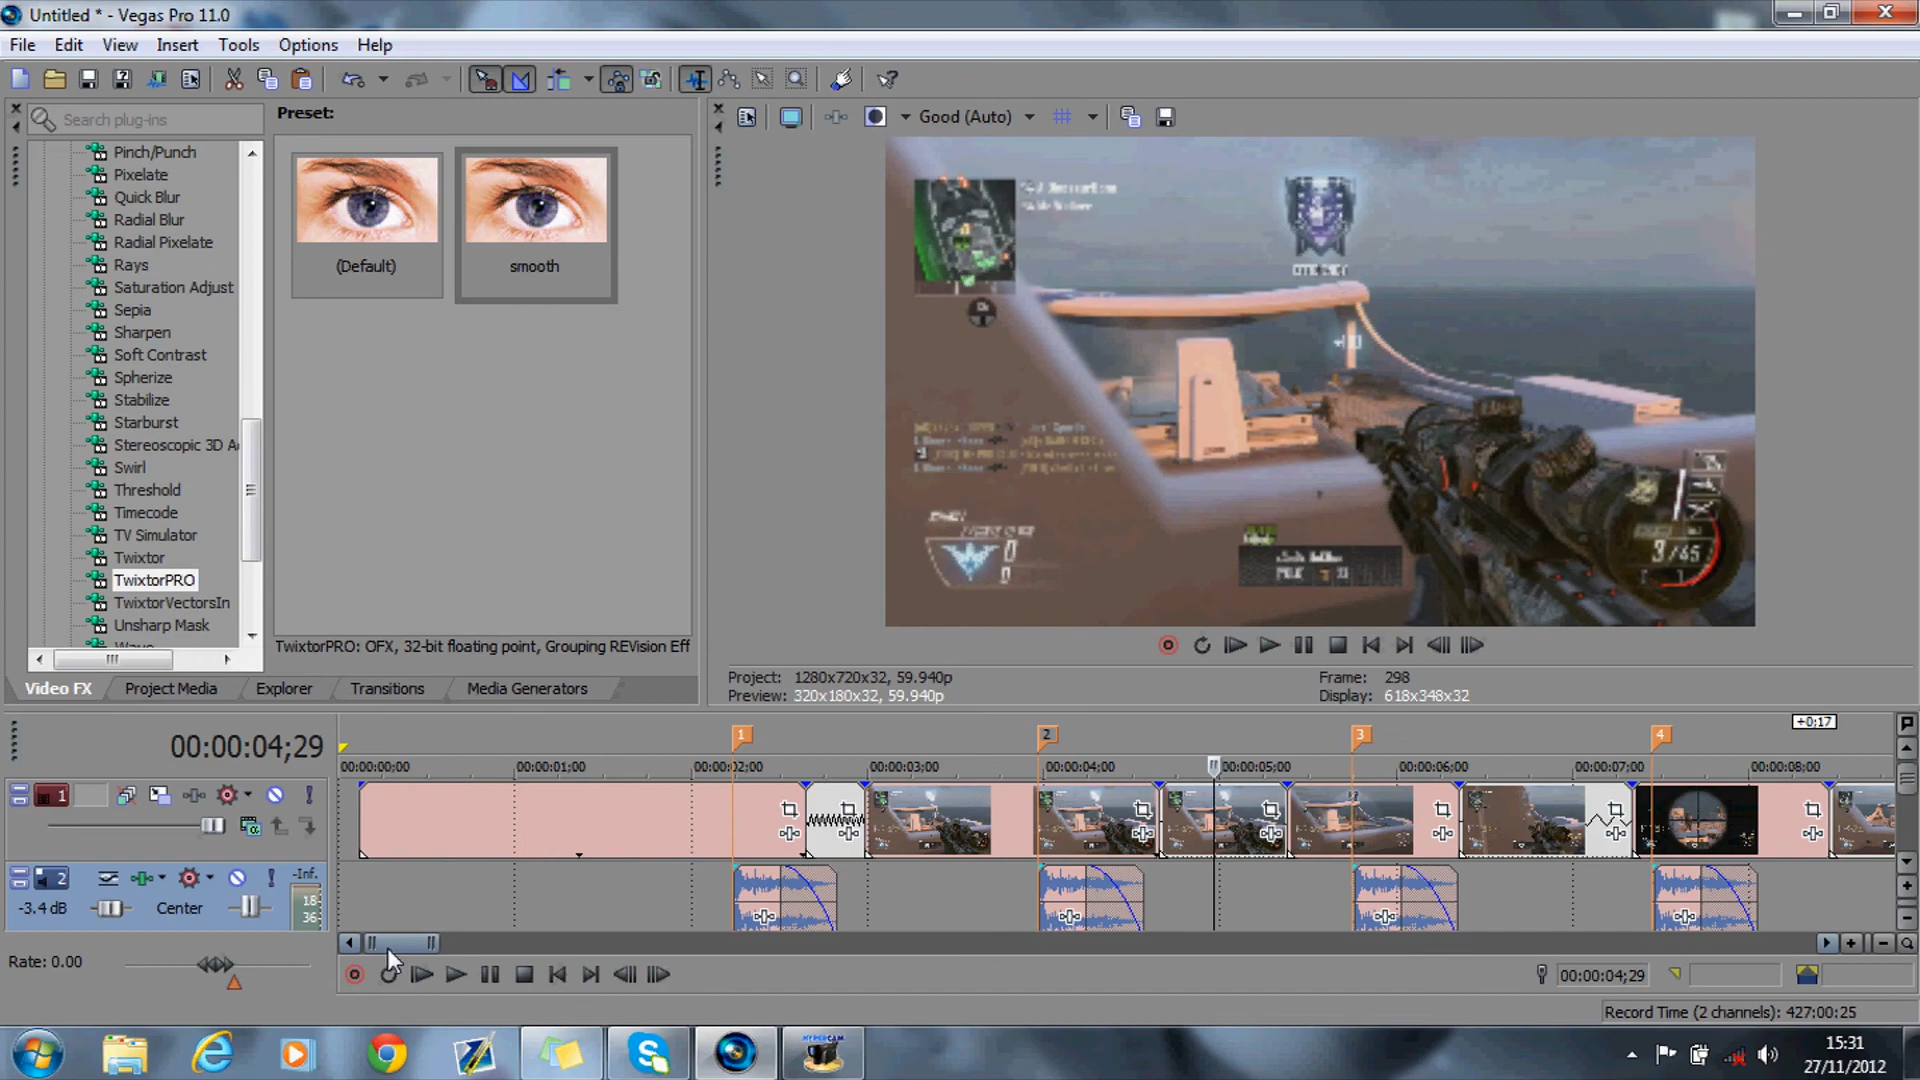 Untitled * - Vegas Pro 11.0
File Edit View Insert Tools Options Help
Search plug-ins
Pinch/Punch
Pixelate
Quick Blur
Radial Blur
Radial Pixelate
Rays
Saturation Adjust
Sepia
Sharpen
Soft Contrast
Spherize
Stabilize
Starburst
Stereoscopic 3D A
Swirl
Threshold
Timecode
TV Simulator
Twixtor
TwixtorPRO
TwixtorVectorsIn
Unsharp Mask
Wave
Preset:
(Default)
smooth
TwixtorPRO: OFX, 32-bit floating point, Grouping REVision Eff
Video FX Project Media Explorer Transitions Media Generators
Good (Auto)
EFFICIENCY
3/65
Project: 1280x720x32, 59.940p
Preview: 320x180x32, 59.940p
Frame: 298
Display: 618x348x32
00:00:04;29
1 2 3 4
+0;17
00:00:00;00 00:00:01;00 00:00:02;00 00:00:03;00 00:00:04;00 00:00:05;00 00:00:06;00 00:00:07;00 00:00:08;00
1
2
-Inf.
-3.4 dB Center
18
36
Rate: 0.00
00:00:04;29
Record Time (2 channels): 427:00:25
HYPERCAM
15:31
27/11/2012